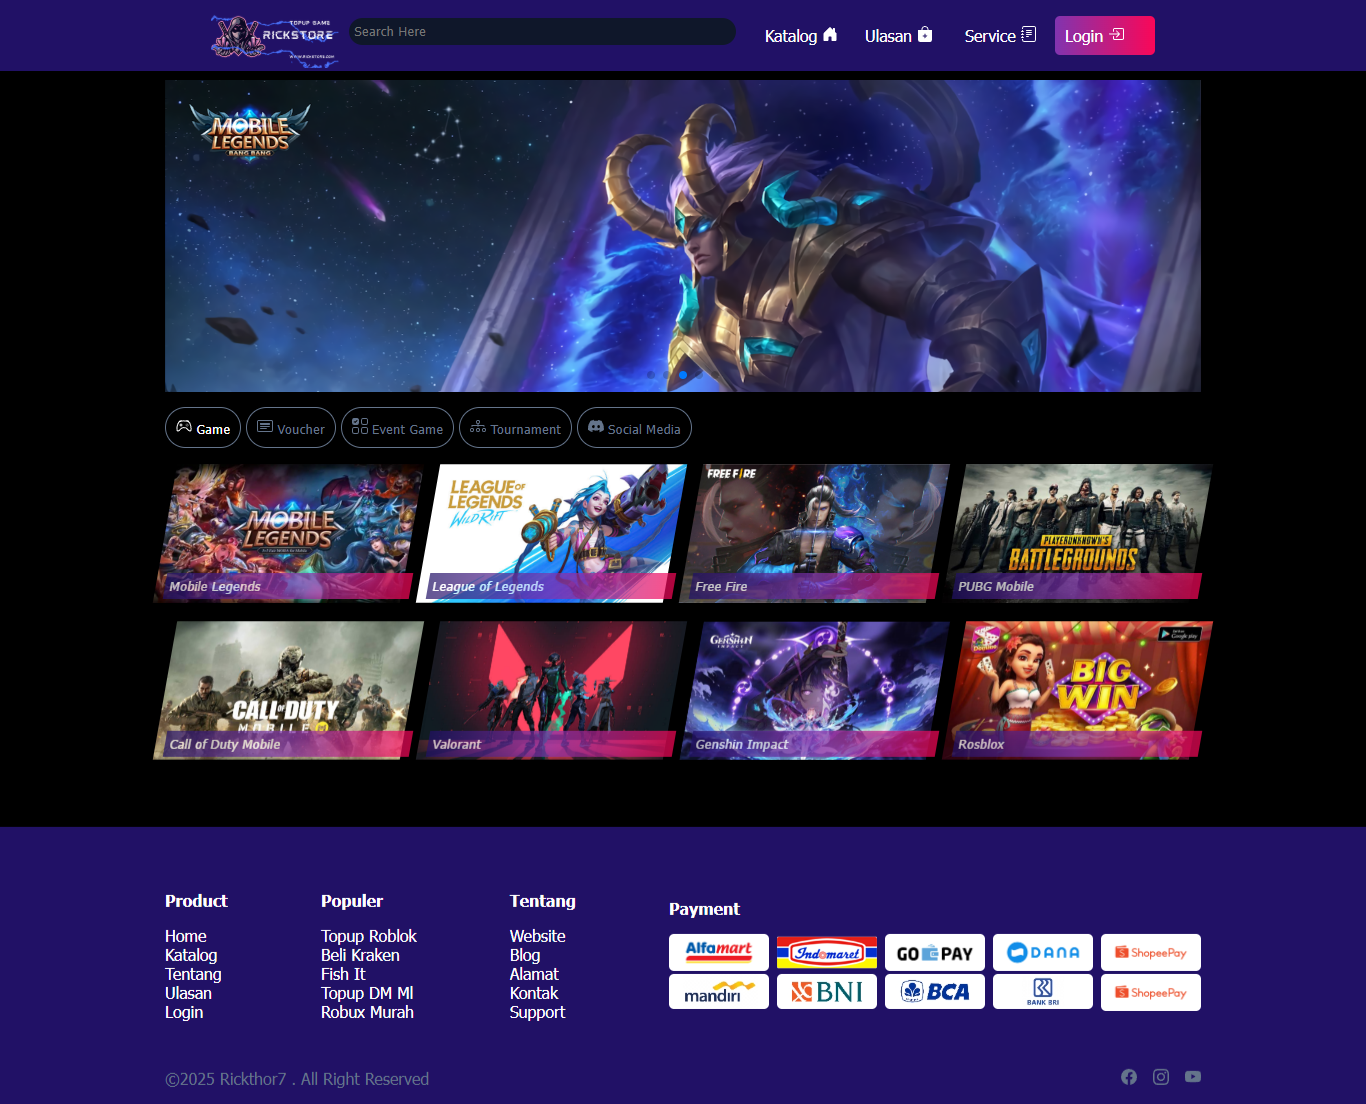 TOPUP GAME
RICKSTORE
WWW.RICKSTORE.COM
Search Here
Katalog
Ulasan
Service
Login
MOBILE
LEGENDS
BANG BANG
Game
Voucher
Event Game
Tournament
Social Media
MOBILE
LEGENDS
Mobile Legends
LEAGUE OF
LEGENDS
WILD RIFT
League of Legends
FREE FIRE
Free Fire
PLAYERUNKNOWN'S
BATTLEGROUNDS
PUBG Mobile
CALL OF DUTY
MOBILE
Call of Duty Mobile
Valorant
GENSHIN
IMPACT
Genshin Impact
Google play
BIG
WIN
Rosblox
Product
Home
Katalog
Tentang
Ulasan
Login
Populer
Topup Roblok
Beli Kraken
Fish It
Topup DM Ml
Robux Murah
Tentang
Website
Blog
Alamat
Kontak
Support
Payment
Alfamart
Indomaret
GOPAY
DANA
ShopeePay
mandiri
BNI
BCA
BANK BRI
ShopeePay
©2025 Rickthor7 . All Right Reserved